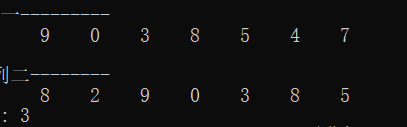 一---------
9 0 3 8 5 4 7
列二--------
8 2 9 0 3 8 5
: 3